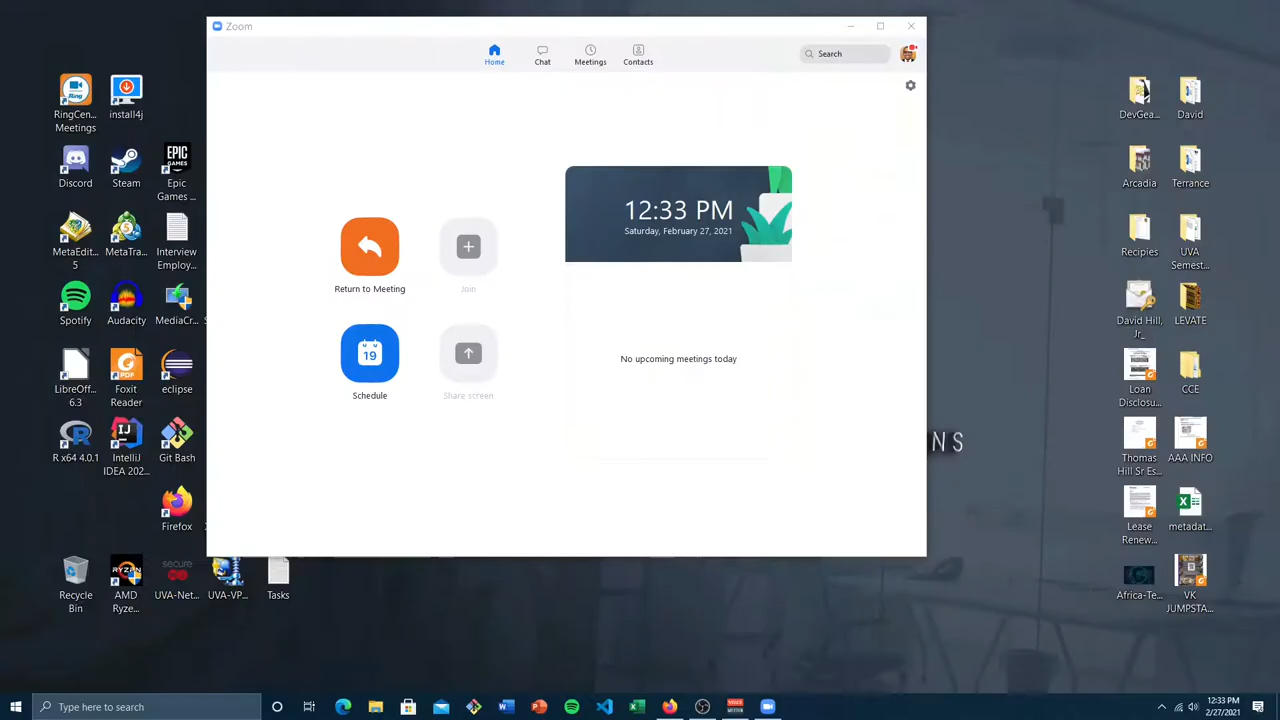 Zoom
Home
Chat
Meetings
Contacts
Search
12:33 PM
Saturday, February 27, 2021
Return to Meeting
Join
19
Schedule
Share screen
No upcoming meetings today
RingCen...
Meetings
install4j
Discord
Steam
EPIC
GAMES
Epic
Games ...
MetaEdit...
5
MetaTra...
Interview
Employ...
Spotify
Audacity
MediaCr...
LibreOff...
6.3
Foxit
Reader
eclipse
R x64 4.0.1
IntelliJ
IDEA 202...
Git Bash
Firefox
Recycle
Bin
RYZEN
AMD
Ryze...
SECURE
UVA-Net...
UVA-VP...
Tasks
DevGea...
David
Arcadia
Terrance
Recipies
UVA
Semest...
David Hill,
Jr_
LEVATE
Loan
Disclosu...
CCE
Thomas
Hill Sr Es...
AAA INFO
Lease
Renew...
metadat...
Africa-Te...
VK
JUMPSTA...
NS
Type here to search
12:33 PM
2/27/2021